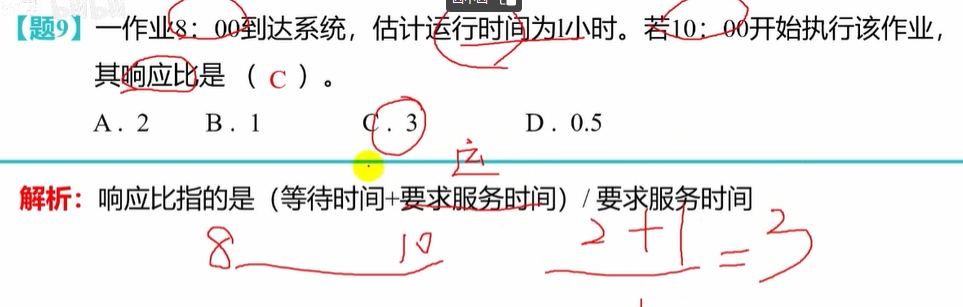 【题9】一作业8：00到达系统，估计运行时间为1小时。若10：00开始执行该作业，
其响应比是（ C ）。
A．2 B．1 C．3 D．0.5
解析：响应比指的是（等待时间+要求服务时间）/ 要求服务时间
8 10 2+1 =3